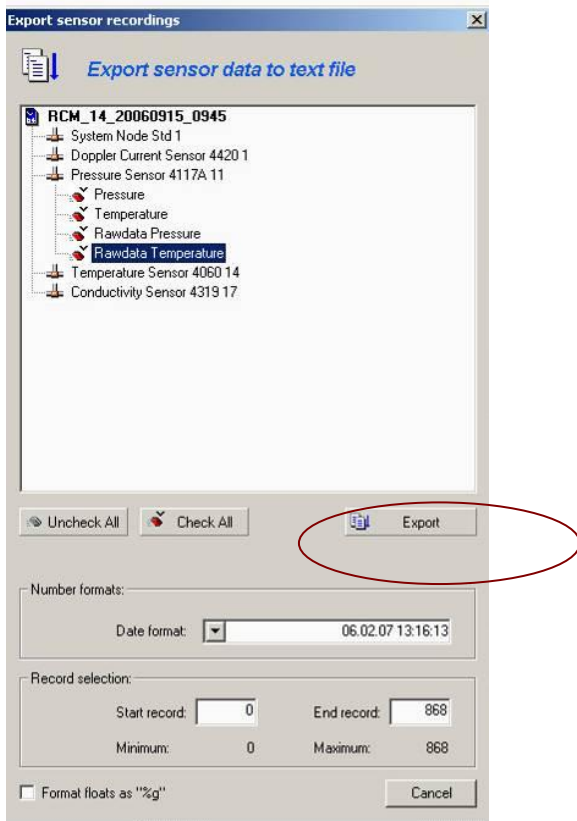 Export sensor recordings
Export sensor data to text file
RCM_14_20060915_0945
System Node Std 1
Doppler Current Sensor 4420 1
Pressure Sensor 4117A 11
Pressure
Temperature
Rawdata Pressure
Rawdata Temperature
Temperature Sensor 4060 14
Conductivity Sensor 4319 17
Uncheck All Check All Export
Number formats:
Date format: 06.02.07 13:16:13
Record selection:
Start record: 0 End record: 868
Minimum: 0 Maximum: 868
Format floats as "%g" Cancel